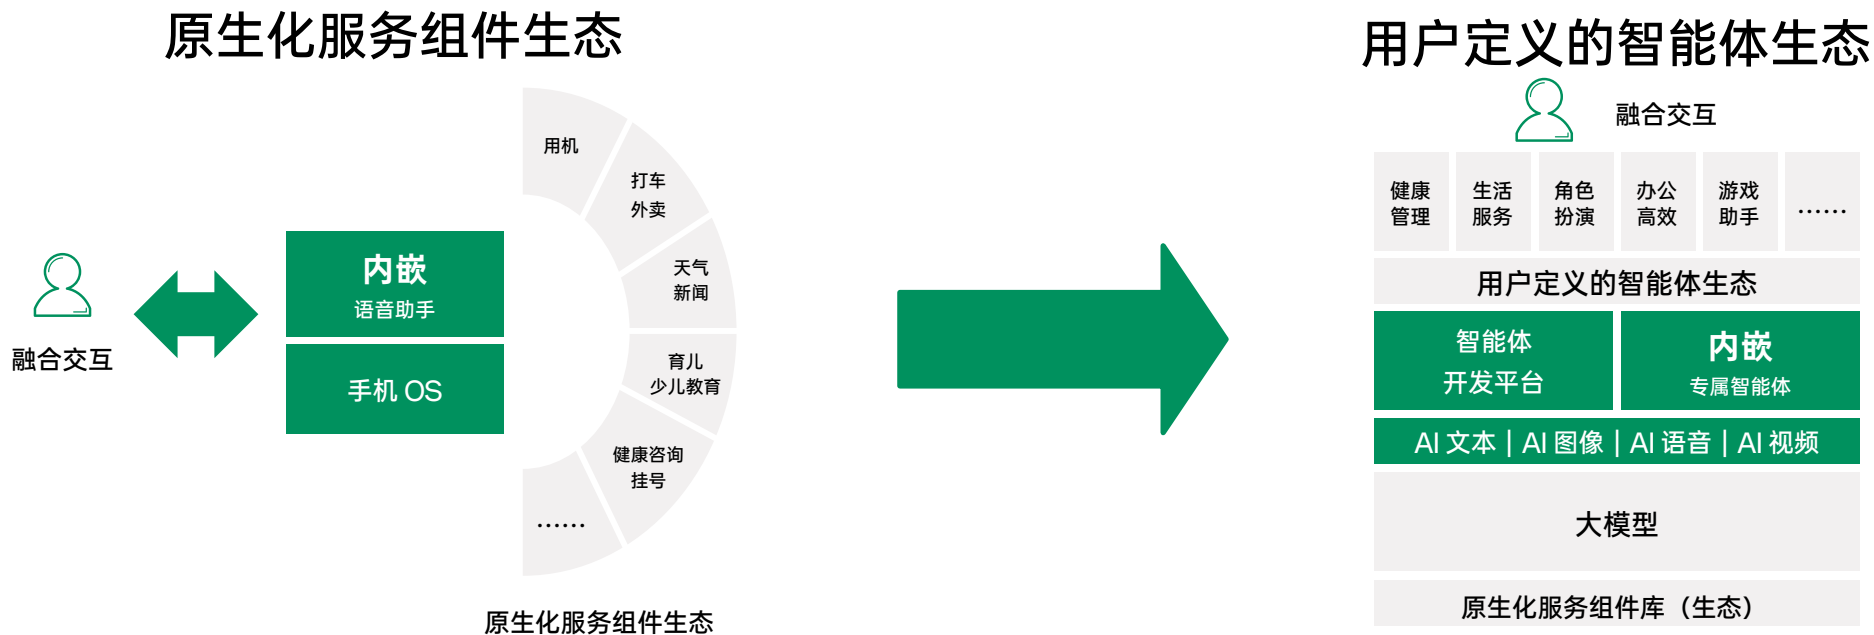 原生化服务组件生态
用机
打车
外卖
天气
新闻
育儿
少儿教育
健康咨询
挂号
......
内嵌
语音助手
手机 OS
融合交互
原生化服务组件生态
用户定义的智能体生态
融合交互
健康
管理
生活
服务
角色
扮演
办公
高效
游戏
助手
......
用户定义的智能体生态
智能体
开发平台
内嵌
专属智能体
AI 文本 | AI 图像 | AI 语音 | AI 视频
大模型
原生化服务组件库（生态）